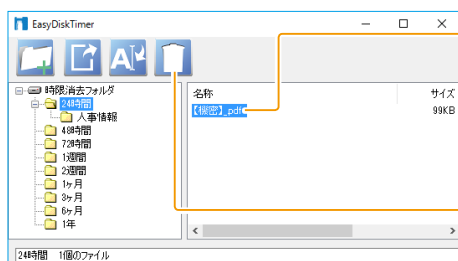 EasyDiskTimer
A
時限消去フォルダ
24時間
人事情報
48時間
72時間
1週間
2週間
1ヶ月
3ヶ月
6ヶ月
1年
名称 サイズ
【機密】_pdf 99KB
24時間 1個のファイル